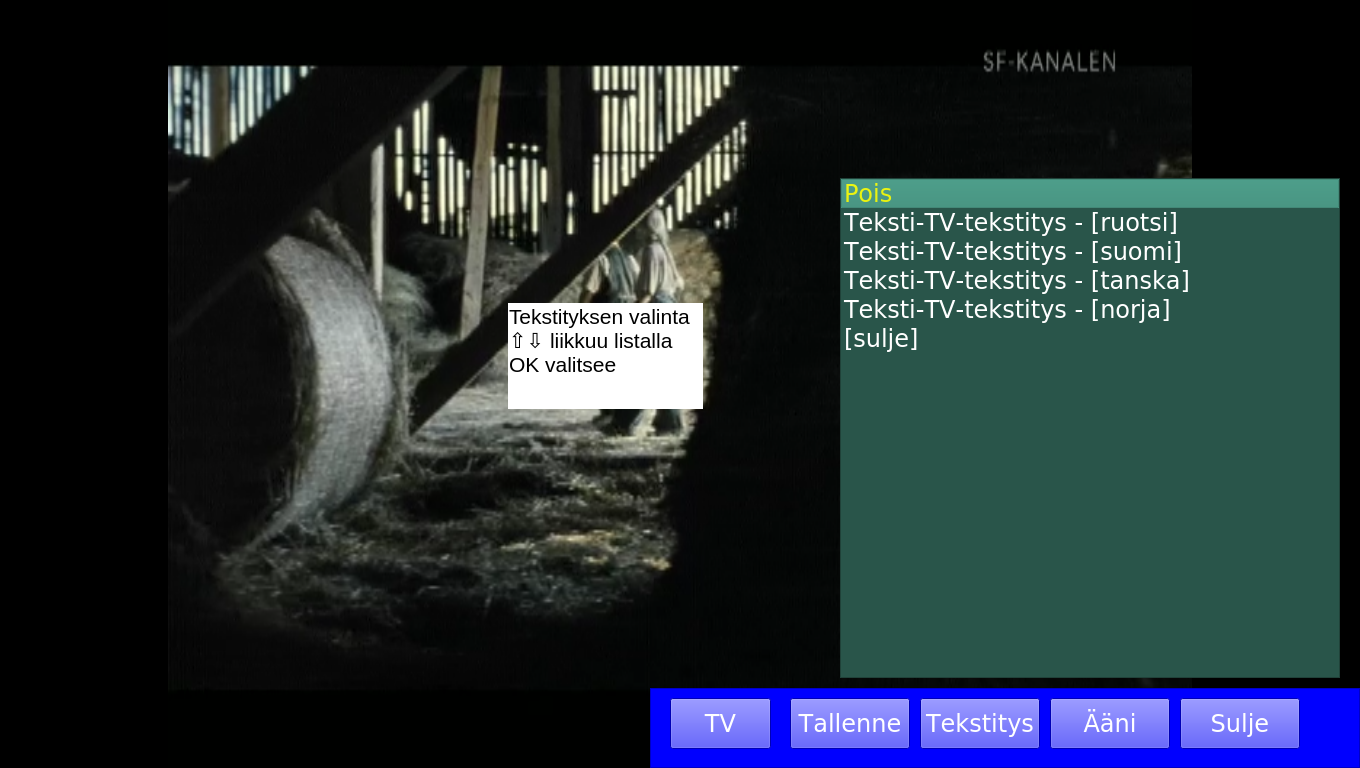 SF-KANALEN
Pois
Teksti-TV-tekstitys - [ruotsi]
Teksti-TV-tekstitys - [suomi]
Teksti-TV-tekstitys - [tanska]
Teksti-TV-tekstitys - [norja]
[sulje]
Tekstityksen valinta
⇧⇩ liikkuu listalla
OK valitsee
TV Tallenne Tekstitys Ääni Sulje